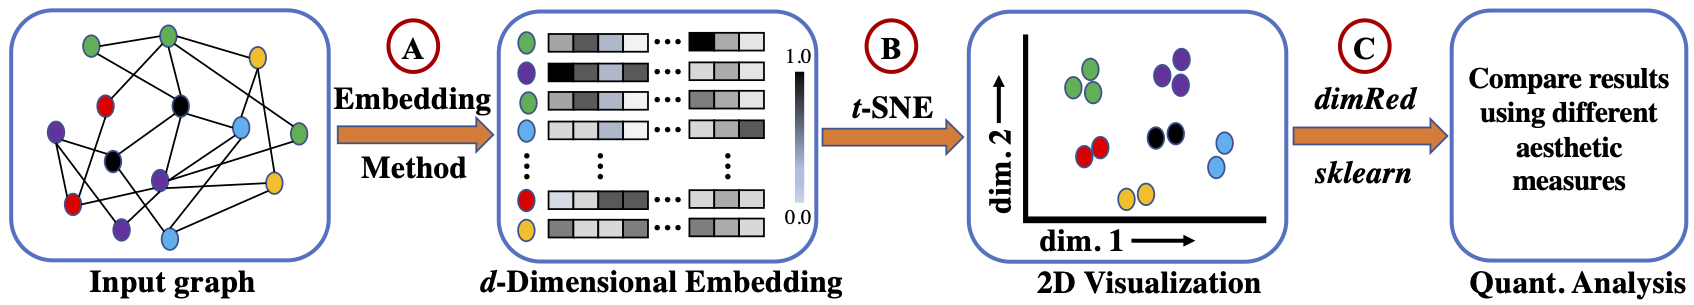 A
Embedding
Method
Input graph
1.0
0.0
d-Dimensional Embedding
B
t-SNE
dim. 2
dim. 1
2D Visualization
C
dimRed
sklearn
Compare results
using different
aesthetic
measures
Quant. Analysis